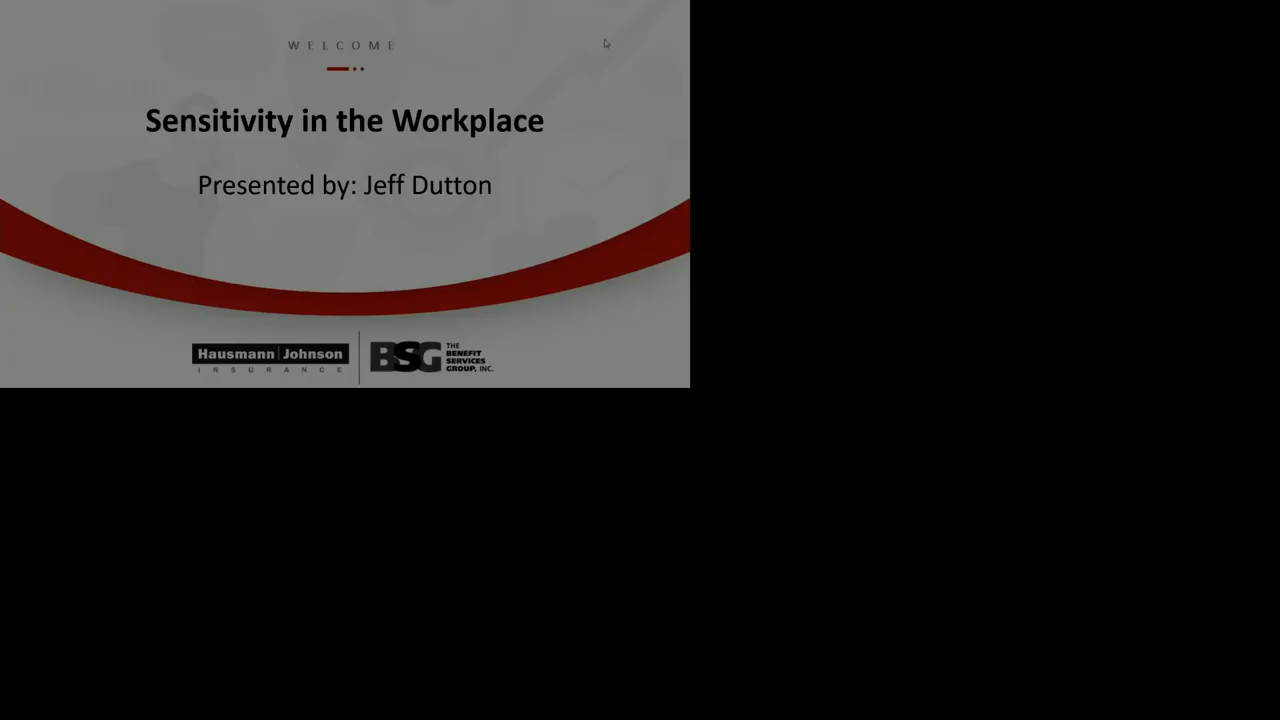 WELCOME
Sensitivity in the Workplace
Presented by: Jeff Dutton
Hausmann Johnson
INSURANCE
BSG
THE
BENEFIT
SERVICES
GROUP, INC.